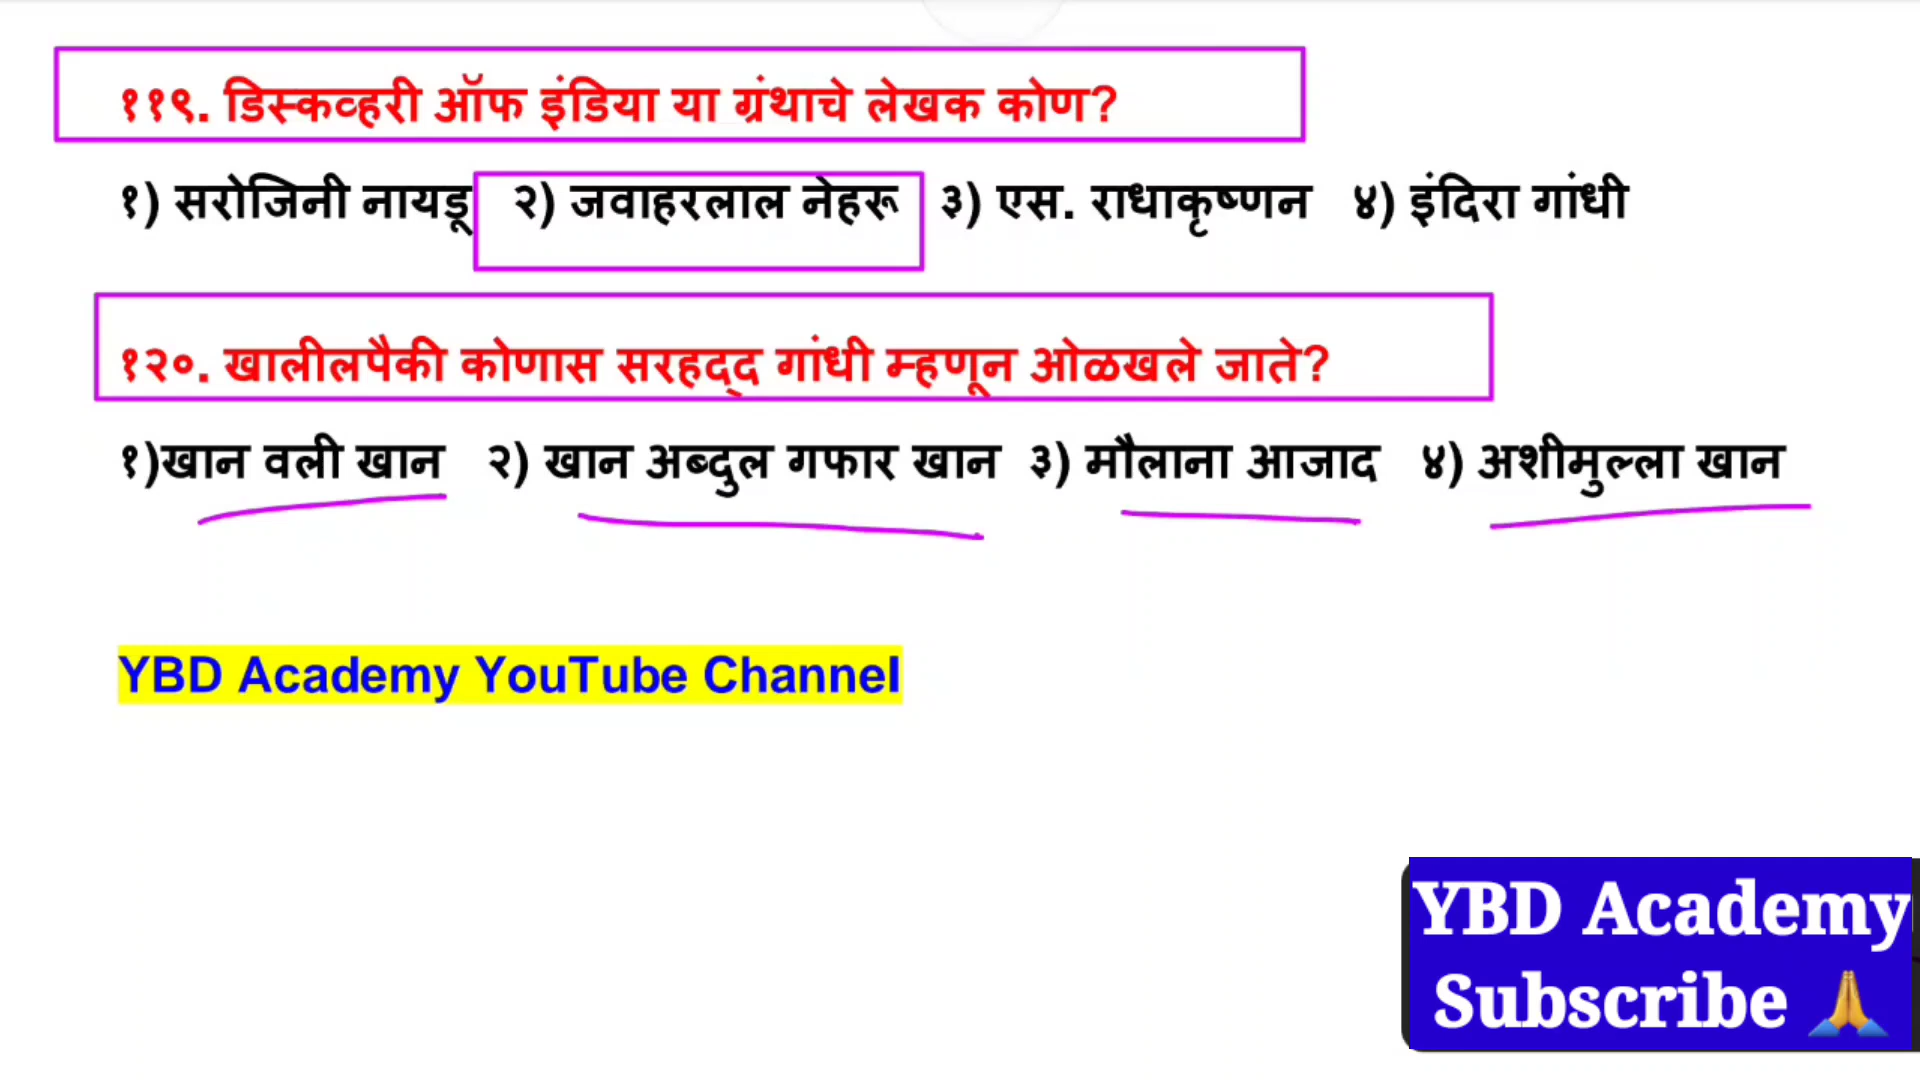 ११९. डिस्कव्हरी ऑफ इंडिया या ग्रंथाचे लेखक कोण?
१) सरोजिनी नायडू २) जवाहरलाल नेहरू ३) एस. राधाकृष्णन ४) इंदिरा गांधी
१२०. खालीलपैकी कोणास सरहद्द गांधी म्हणून ओळखले जाते?
१)खान वली खान २) खान अब्दुल गफार खान ३) मौलाना आजाद ४) अशीमुल्ला खान
YBD Academy YouTube Channel
YBD Academy
Subscribe 🙏